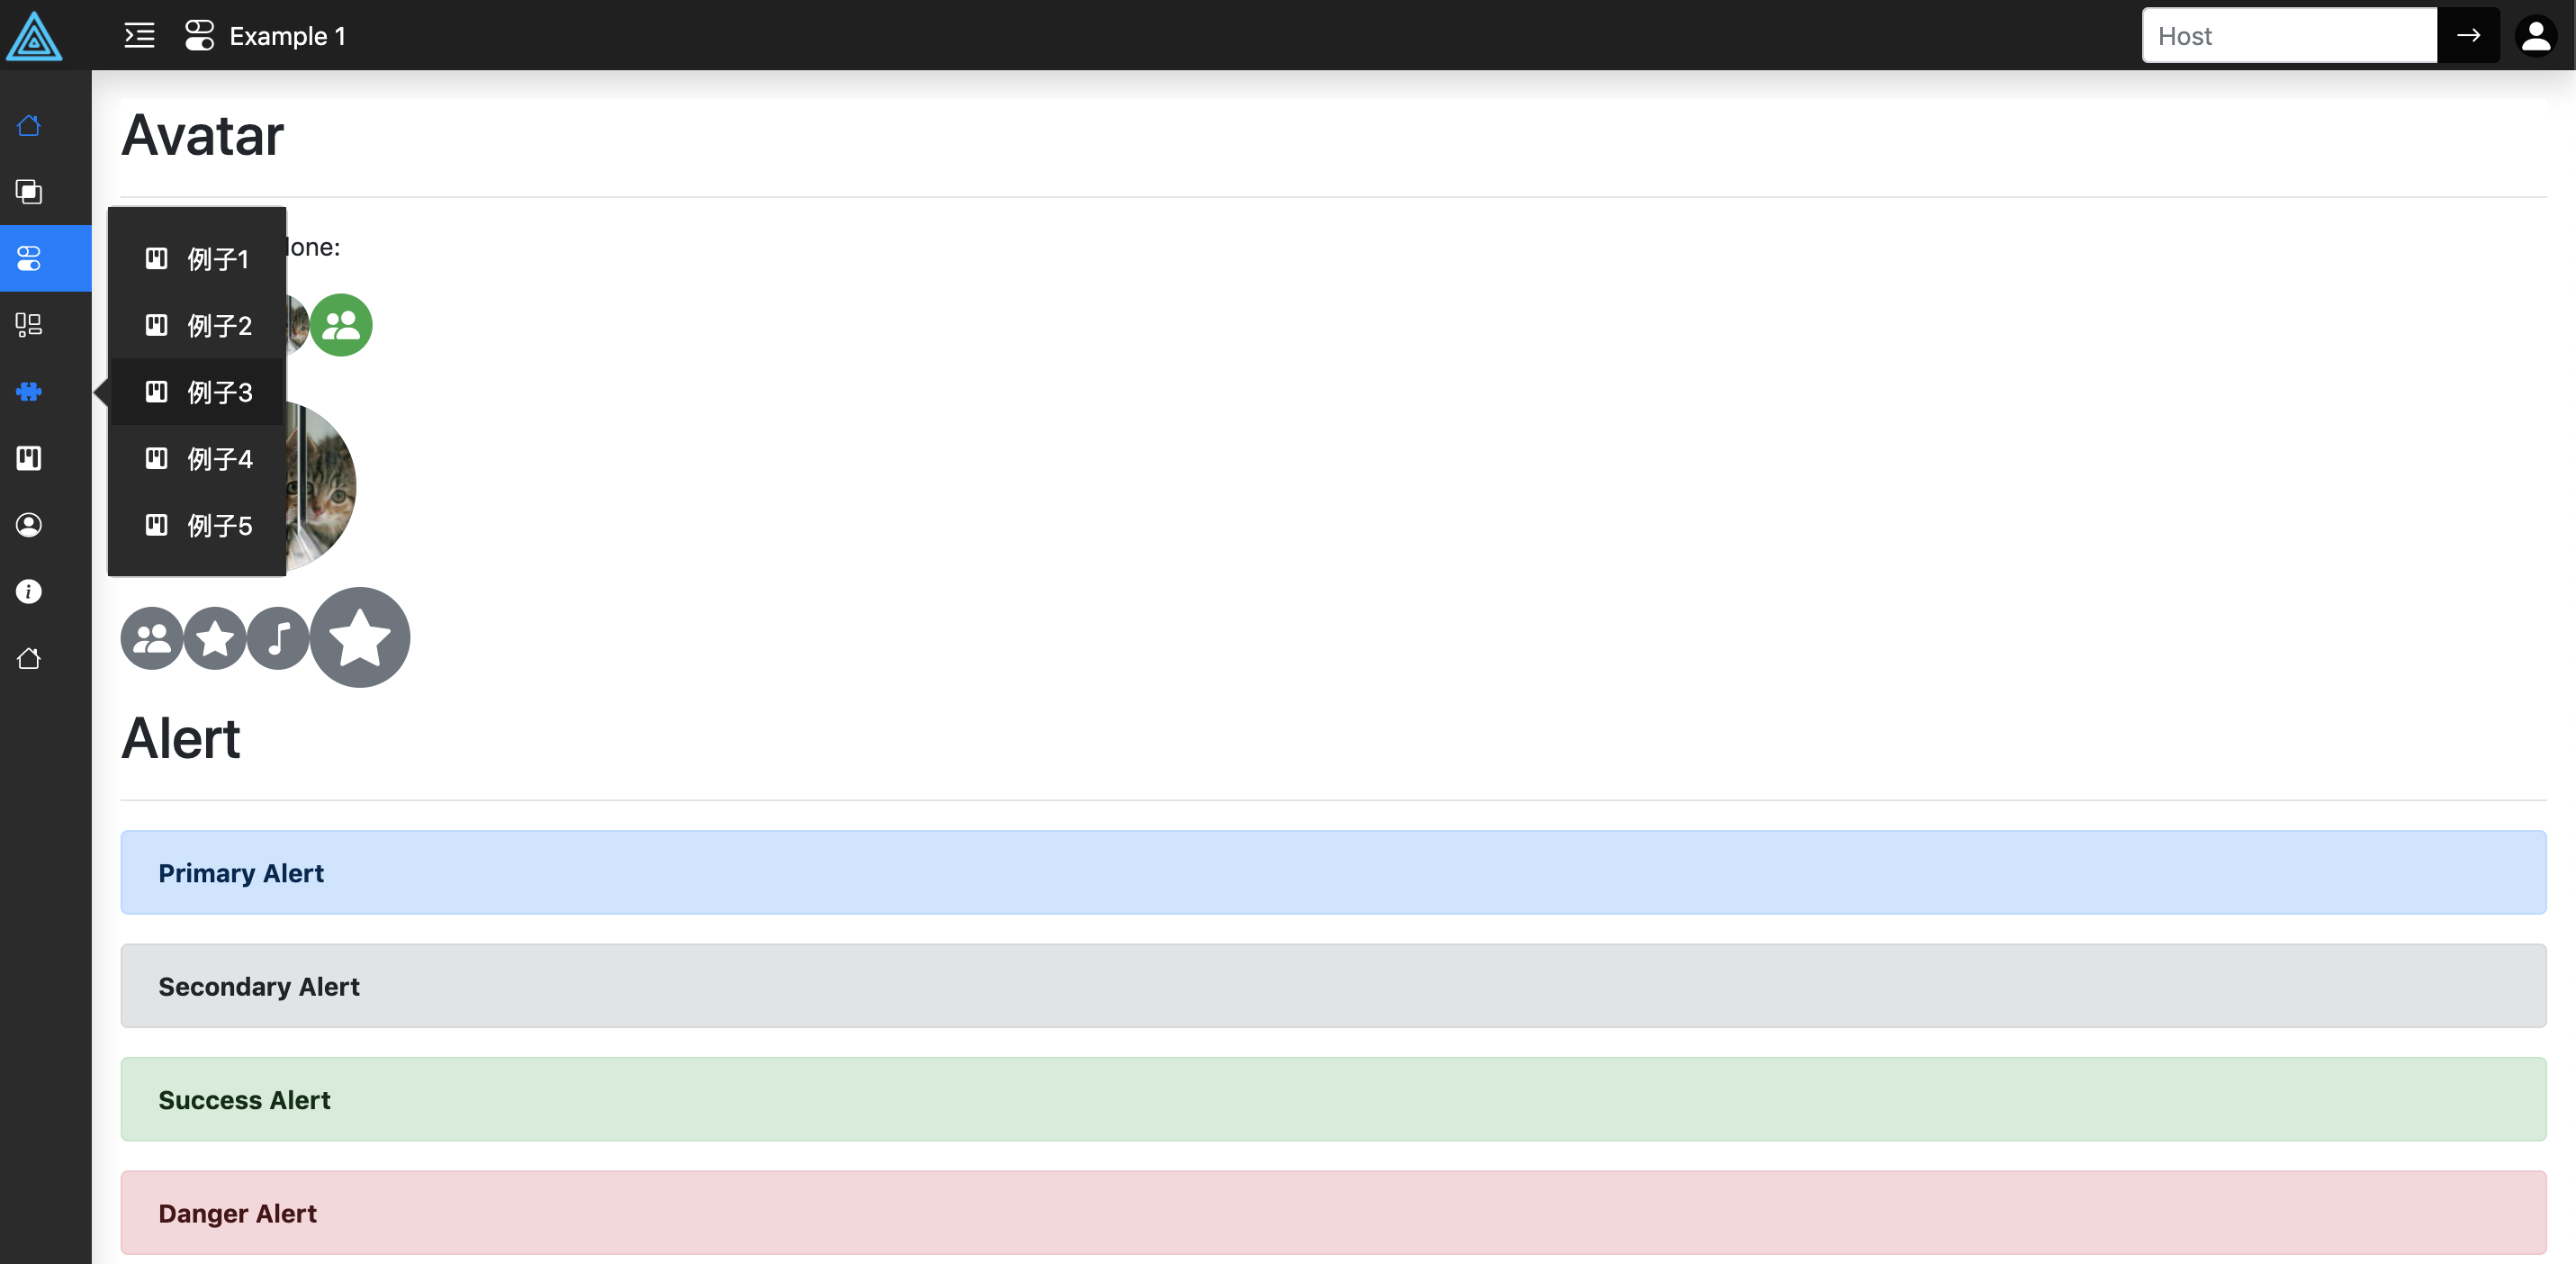 Example 1
Host
Avatar
例子1
例子2
例子3
例子4
例子5
Alert
Primary Alert
Secondary Alert
Success Alert
Danger Alert